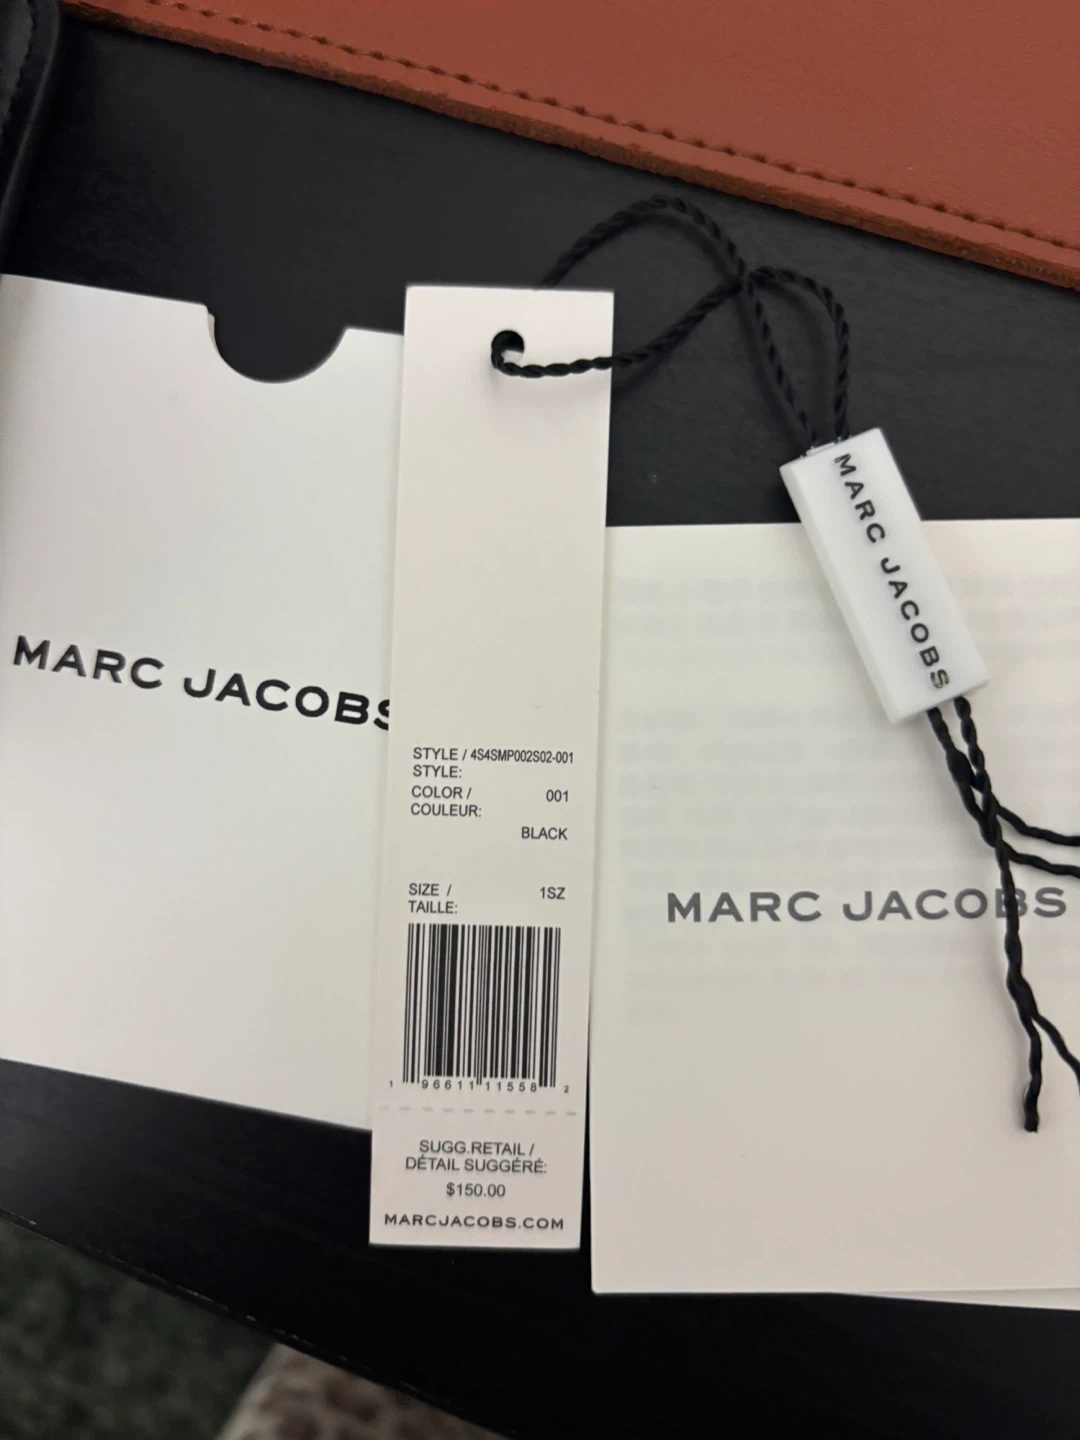 MARC JACOBS
STYLE / 4S4SMP002S02-001
STYLE:
COLOR / 001
COULEUR:
BLACK
SIZE / 1SZ
TAILLE:
1 96611 11558 2
SUGG.RETAIL /
DÉTAIL SUGGÉRÉ:
$150.00
MARCJACOBS.COM
MARC JACOBS
MARC JACOBS